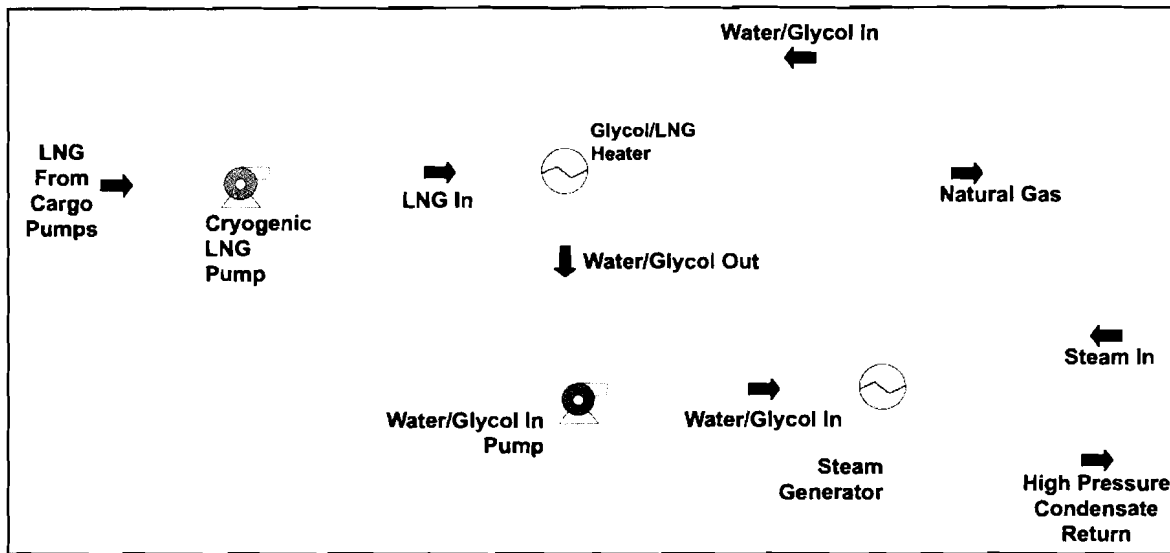 Water/Glycol in
Glycol/LNG
Heater
LNG
From
Cargo
Pumps
Cryogenic
LNG
Pump
LNG In
Natural Gas
Water/Glycol Out
Steam In
Water/Glycol In
Pump
Water/Glycol In
Steam
Generator
High Pressure
Condensate
Return